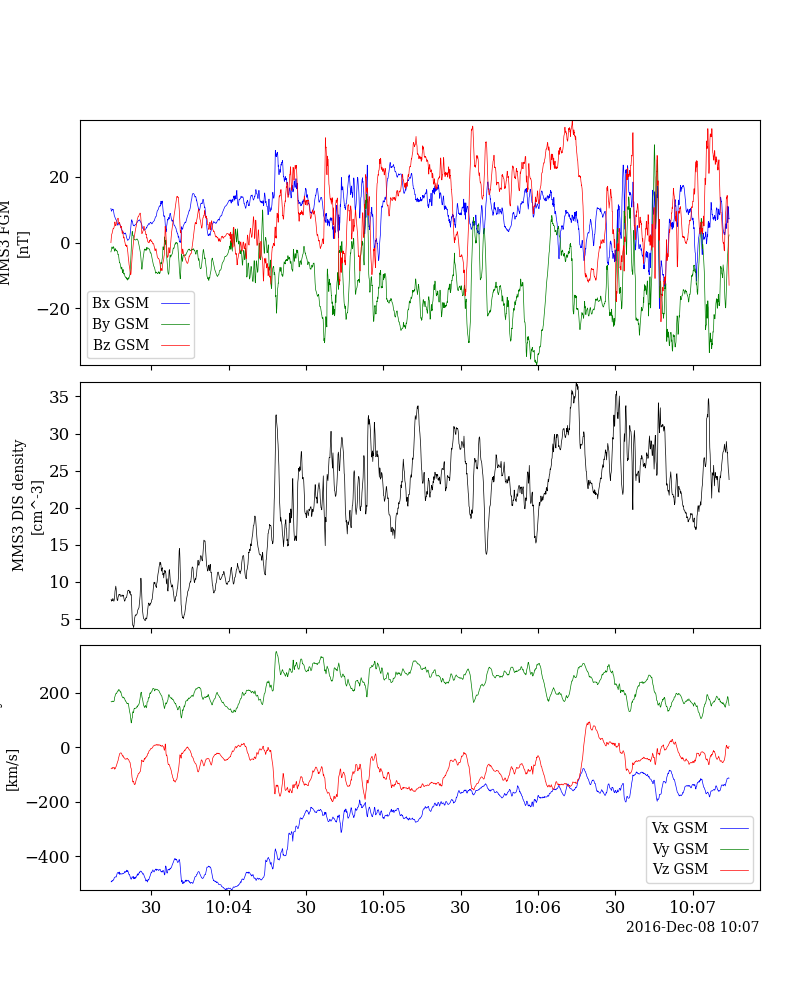 MMS3 FGM
[nT]
20
0
−20
Bx GSM
By GSM
Bz GSM
MMS3 DIS density
[cm^-3]
35
30
25
20
15
10
5
[km/s]
200
0
−200
−400
Vx GSM
Vy GSM
Vz GSM
30
10:04
30
10:05
30
10:06
30
10:07
2016-Dec-08 10:07